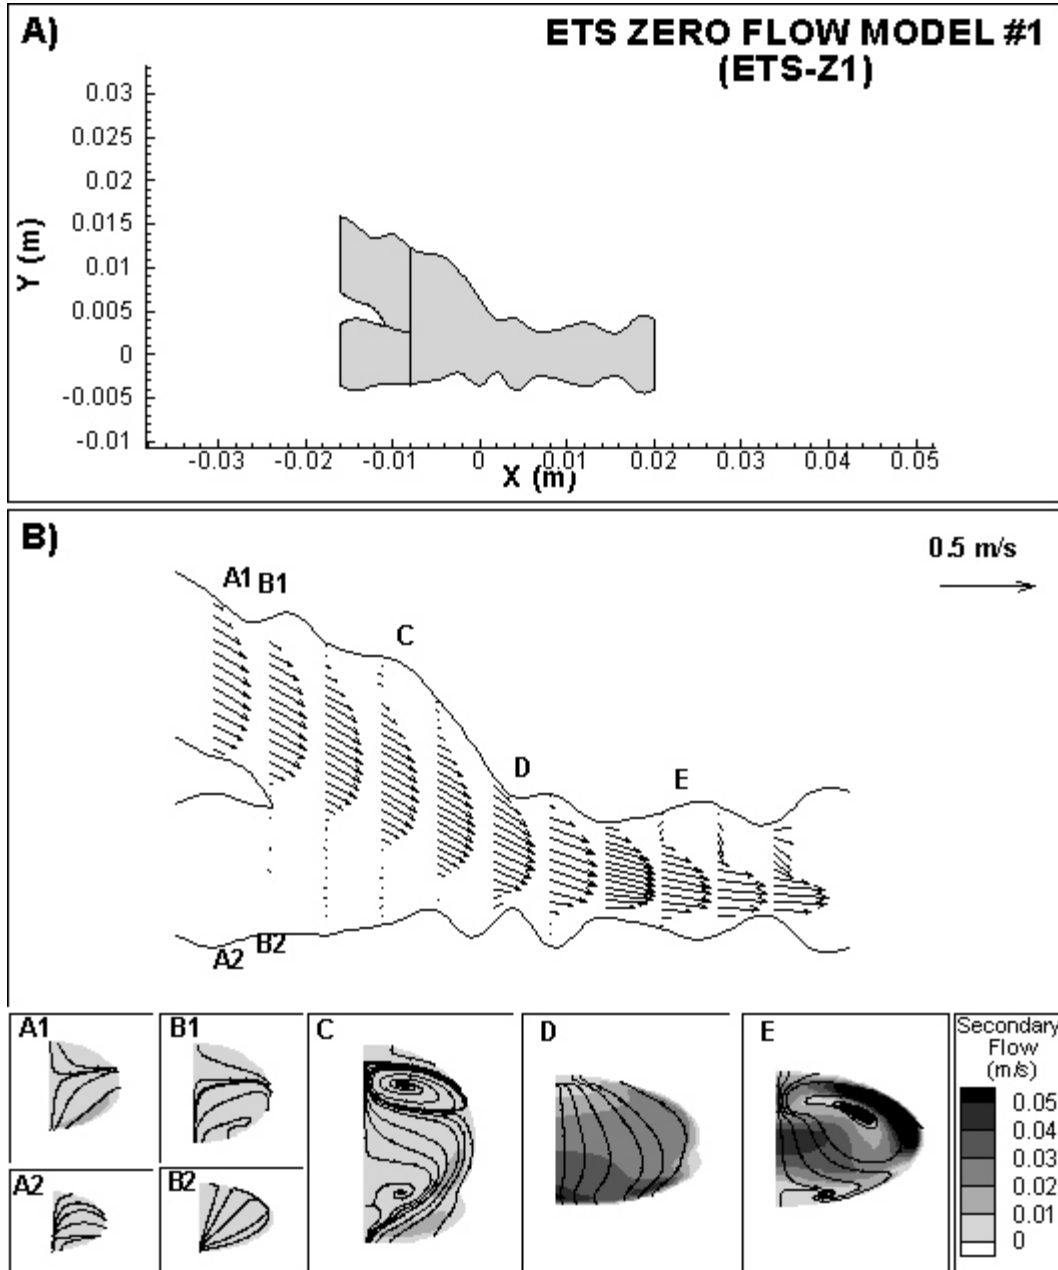 A)
ETS ZERO FLOW MODEL #1
(ETS-Z1)
0.03
0.025
0.02
0.015
0.01
0.005
0
-0.005
-0.01
Y (m)
-0.03 -0.02 -0.01 0 0.01 0.02 0.03 0.04 0.05
X (m)
B)
0.5 m/s
A1 B1
C
D
E
A2 B2
A1
B1
C
D
E
A2
B2
Secondary
Flow
(m/s)
0.05
0.04
0.03
0.02
0.01
0